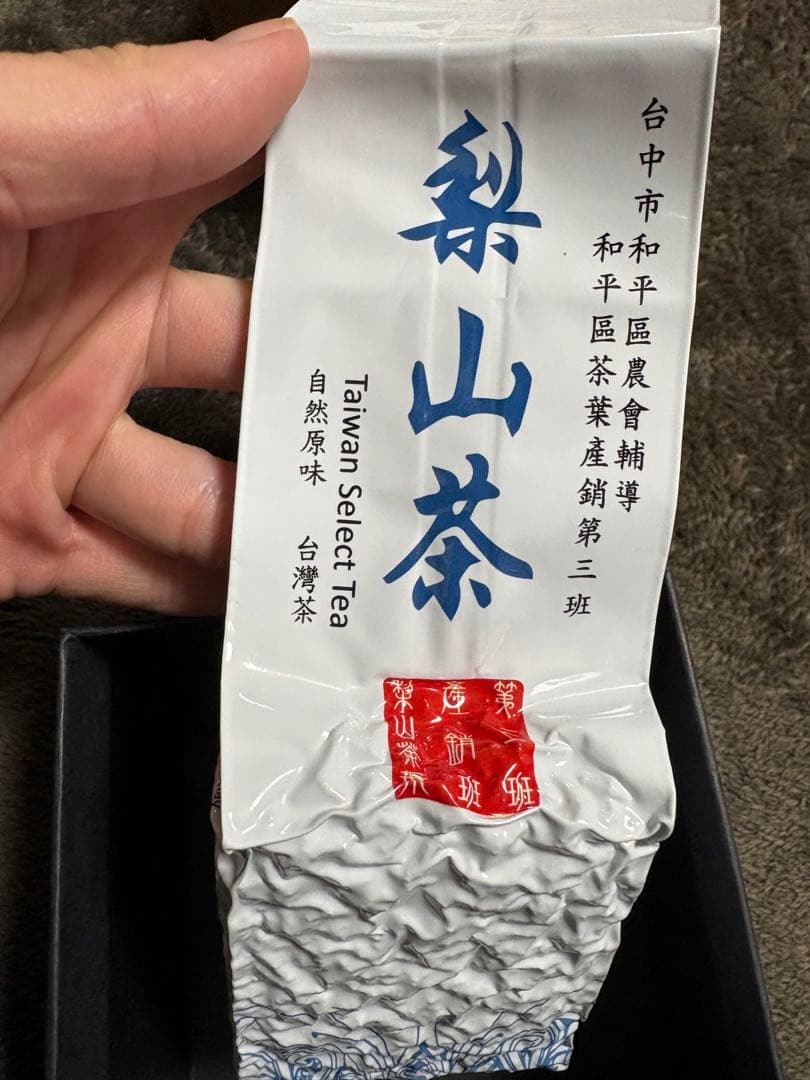 台中市和平區農會輔導
和平區茶葉產銷第三班
梨山茶
Taiwan Select Tea
自然原味 台灣茶
第
班
產銷班
梨山茶